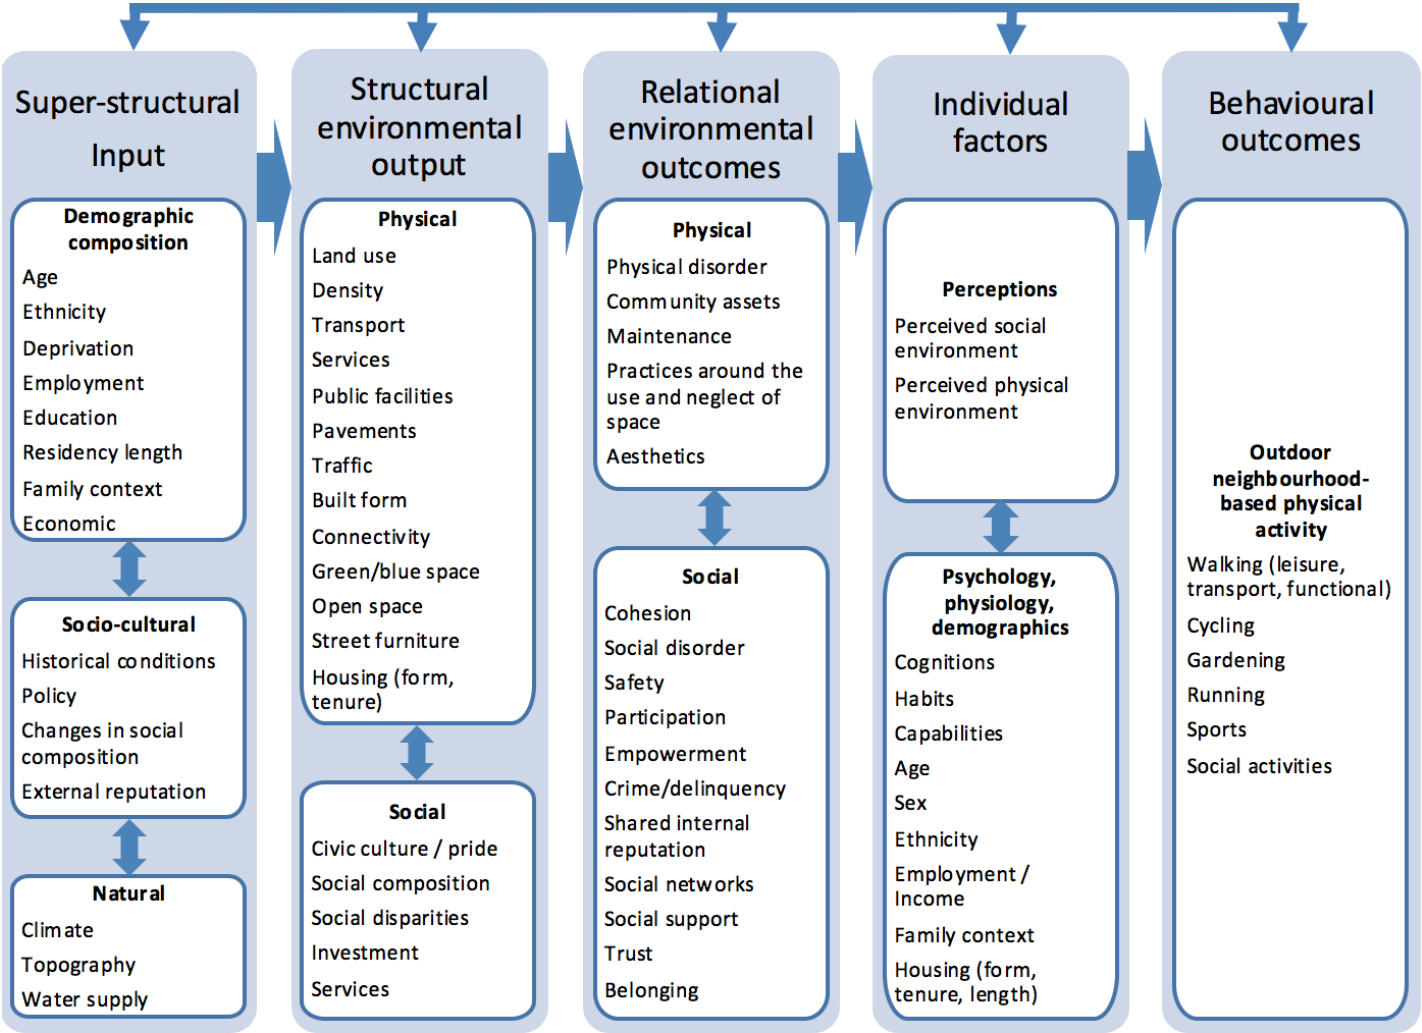 Super-structural
Input
Demographic
composition
Age
Ethnicity
Deprivation
Employment
Education
Residency length
Family context
Economic
Socio-cultural
Historical conditions
Policy
Changes in social
composition
External reputation
Natural
Climate
Topography
Water supply
Structural
environmental
output
Physical
Land use
Density
Transport
Services
Public facilities
Pavements
Traffic
Built form
Connectivity
Green/blue space
Open space
Street furniture
Housing (form,
tenure)
Social
Civic culture / pride
Social composition
Social disparities
Investment
Services
Relational
environmental
outcomes
Physical
Physical disorder
Community assets
Maintenance
Practices around the
use and neglect of
space
Aesthetics
Social
Cohesion
Social disorder
Safety
Participation
Empowerment
Crime/delinquency
Shared internal
reputation
Social networks
Social support
Trust
Belonging
Individual
factors
Perceptions
Perceived social
environment
Perceived physical
environment
Psychology,
physiology,
demographics
Cognitions
Habits
Capabilities
Age
Sex
Ethnicity
Employment /
Income
Family context
Housing (form,
tenure, length)
Behavioural
outcomes
Outdoor
neighbourhood-
based physical
activity
Walking (leisure,
transport, functional)
Cycling
Gardening
Running
Sports
Social activities